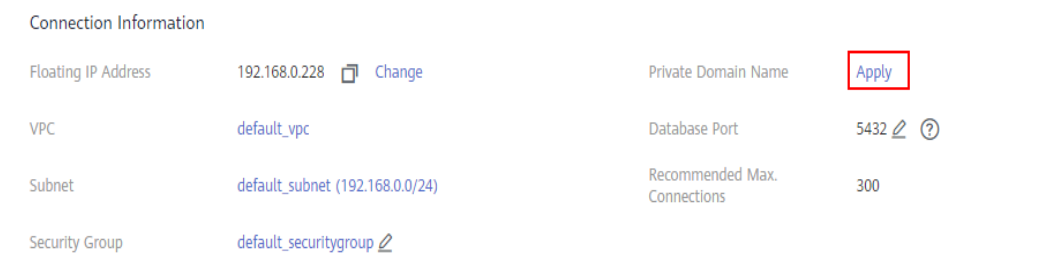 Connection Information
Floating IP Address 192.168.0.228 Change Private Domain Name Apply
VPC default_vpc Database Port 5432 ?
Subnet default_subnet (192.168.0.0/24) Recommended Max.
Connections 300
Security Group default_securitygroup